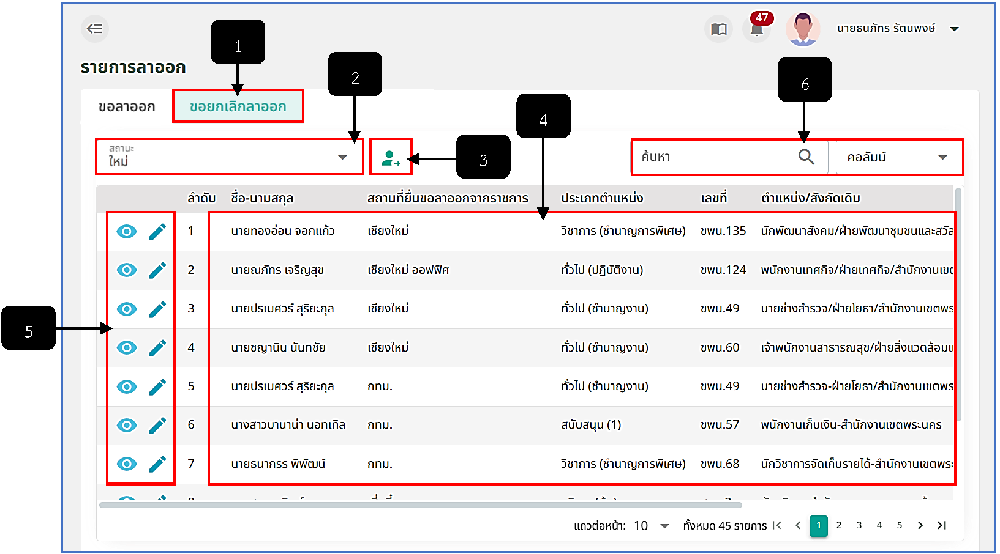 47
นายธนภัทร รัตนพงษ์
1
รายการลาออก
2
6
ขอลาออก
ขอยกเลิกลาออก
4
สถานะ
ใหม่
3
ค้นหา
คอลัมน์
ลำดับ ชื่อ-นามสกุล สถานที่ยื่นขอลาออกจากราชการ ประเภทตำแหน่ง เลขที่ ตำแหน่ง/สังกัดเดิม
1 นายทองอ่อน จอกแก้ว เชียงใหม่ วิชาการ (ชำนาญการพิเศษ) ขพน.135 นักพัฒนาสังคม/ฝ่ายพัฒนาชุมชนและสวัส
2 นายณภัทร เจริญสุข เชียงใหม่ ออฟฟิศ ทั่วไป (ปฏิบัติงาน) ขพน.124 พนักงานเทศกิจ/ฝ่ายเทศกิจ/สำนักงานเขต
3 นายปรเมศวร์ สุริยะกุล เชียงใหม่ ทั่วไป (ชำนาญงาน) ขพน.49 นายช่างสำรวจ/ฝ่ายโยธา/สำนักงานเขตพร
5
4 นายชญานิน นันทชัย เชียงใหม่ ทั่วไป (ชำนาญงาน) ขพน.60 เจ้าพนักงานสาธารณสุข/ฝ่ายสิ่งแวดล้อมแ
5 นายปรเมศวร์ สุริยะกุล กทม. ทั่วไป (ชำนาญงาน) ขพน.49 นายช่างสำรวจ-ฝ่ายโยธา/สำนักงานเขตพร
6 นางสาวบานาน่า นอทเทิล กทม. สนับสนุน (1) ขพน.57 พนักงานเก็บเงิน-สำนักงานเขตพระนคร
7 นายธนากรร พิพัฒน์ กทม. วิชาการ (ชำนาญการพิเศษ) ขพน.68 นักวิชาการจัดเก็บรายได้-สำนักงานเขตพระ
แถวต่อหน้า: 10 ทั้งหมด 45 รายการ 1 2 3 4 5